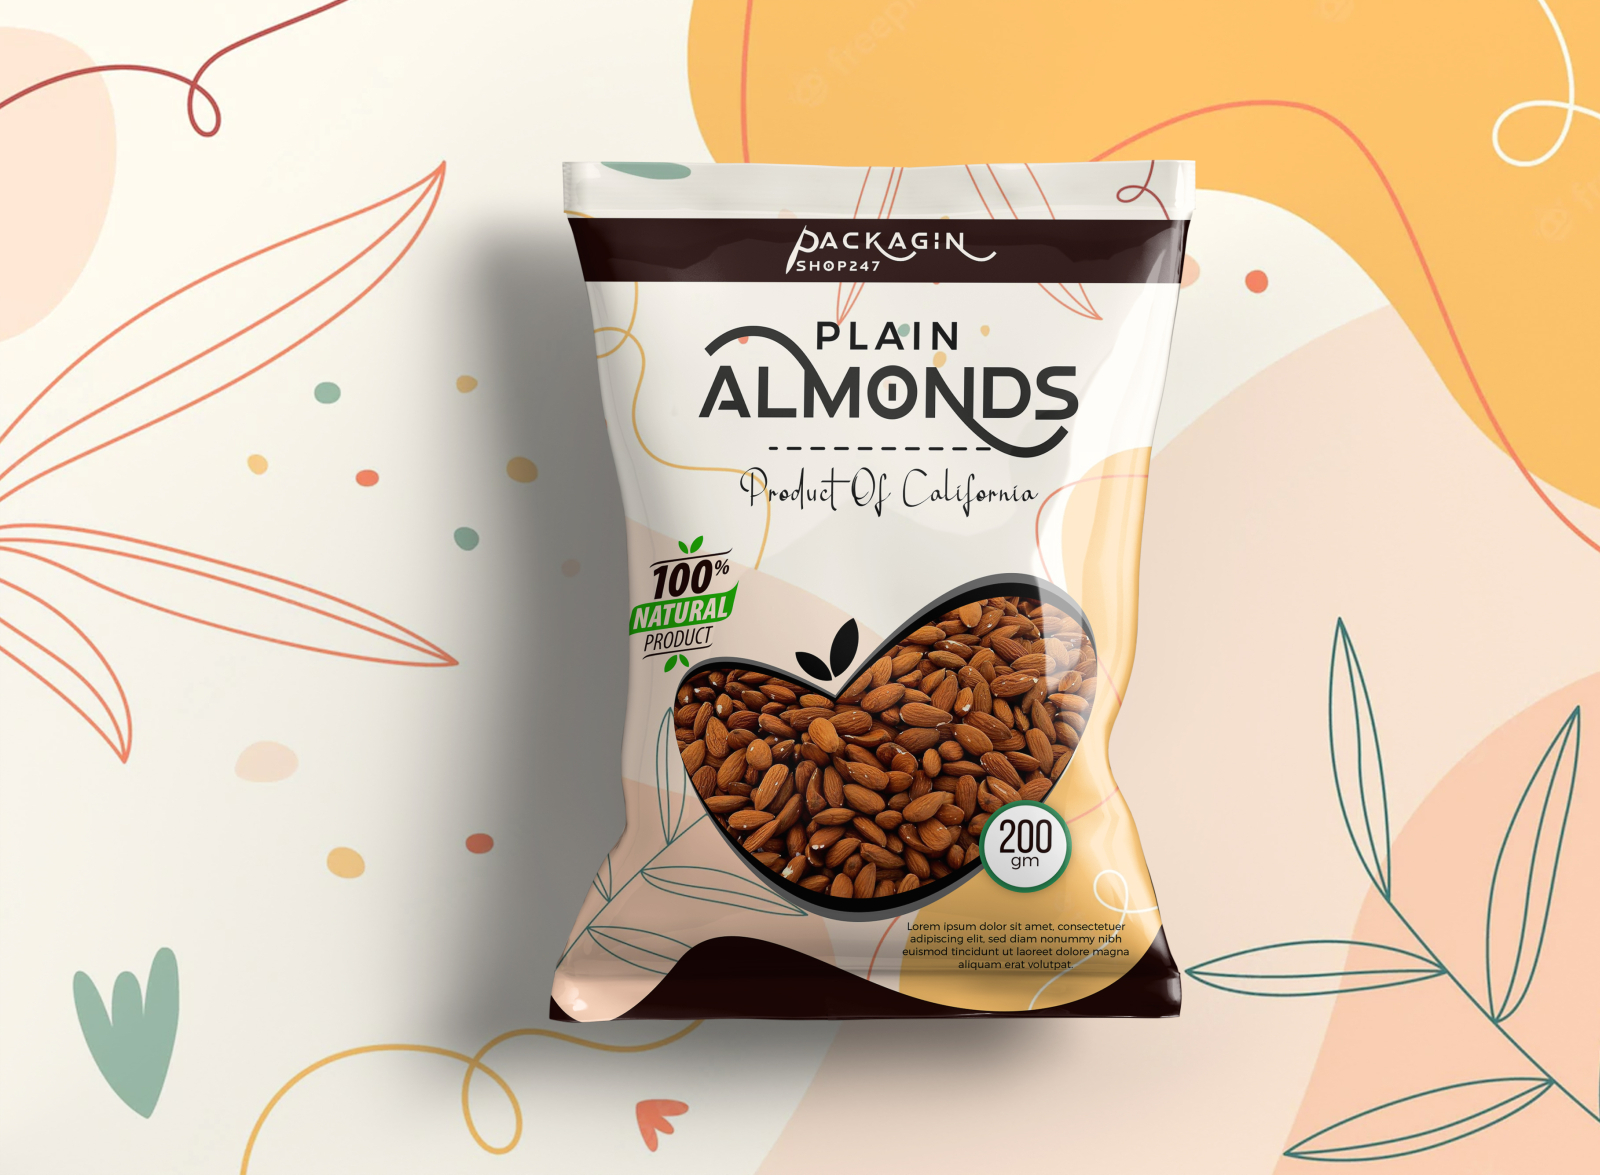 PACKAGIN
SHOP247
PLAIN
ALMONDS
Product Of California
100%
NATURAL
PRODUCT
200
gm
Lorem ipsum dolor sit amet, consectetuer
adipiscing elit, sed diam nonummy nibh
euismod tincidunt ut laoreet dolore magna
aliquam erat volutpat.